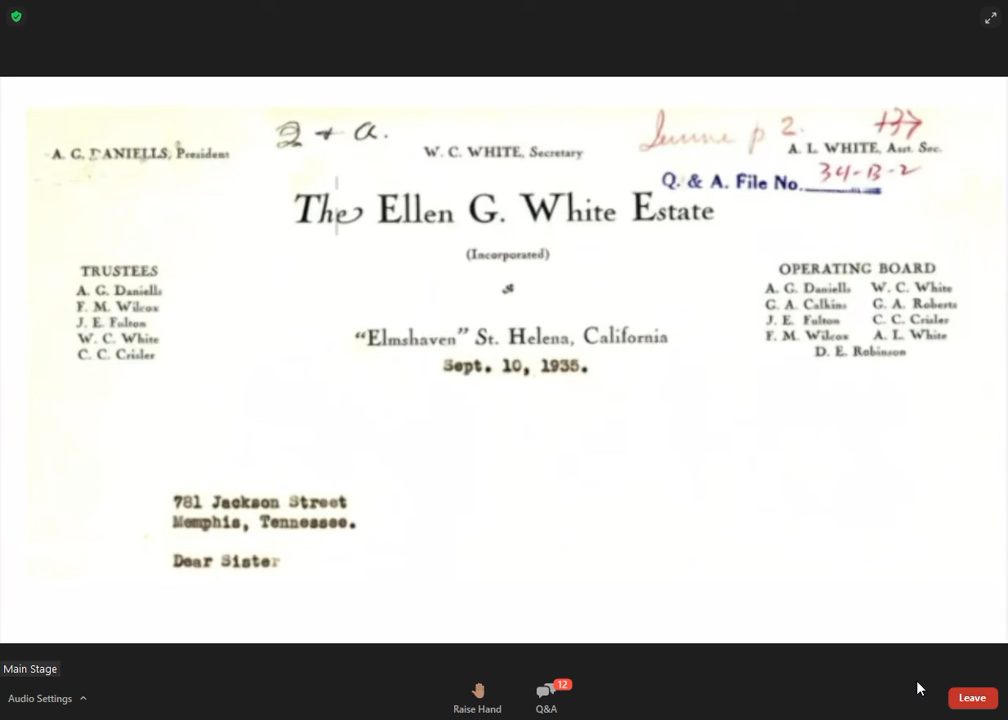 Q + A.
p 2.
A. G. DANIELLS, President
W. C. WHITE, Secretary
A. L. WHITE, Asst. Sec.
Q. & A. File No. 34-B-2
The Ellen G. White Estate
(Incorporated)
TRUSTEES
A. G. Daniells
F. M. Wilcox
J. E. Fulton
W. C. White
C. C. Crisler
OPERATING BOARD
A. G. Daniells W. C. White
G. A. Calkins G. A. Roberts
J. E. Fulton C. C. Crisler
F. M. Wilcox A. L. White
D. E. Robinson
"Elmshaven" St. Helena, California
Sept. 10, 1935.
781 Jackson Street
Memphis, Tennessee.
Dear Sister
Main Stage
Audio Settings
Raise Hand
12
Q&A
Leave